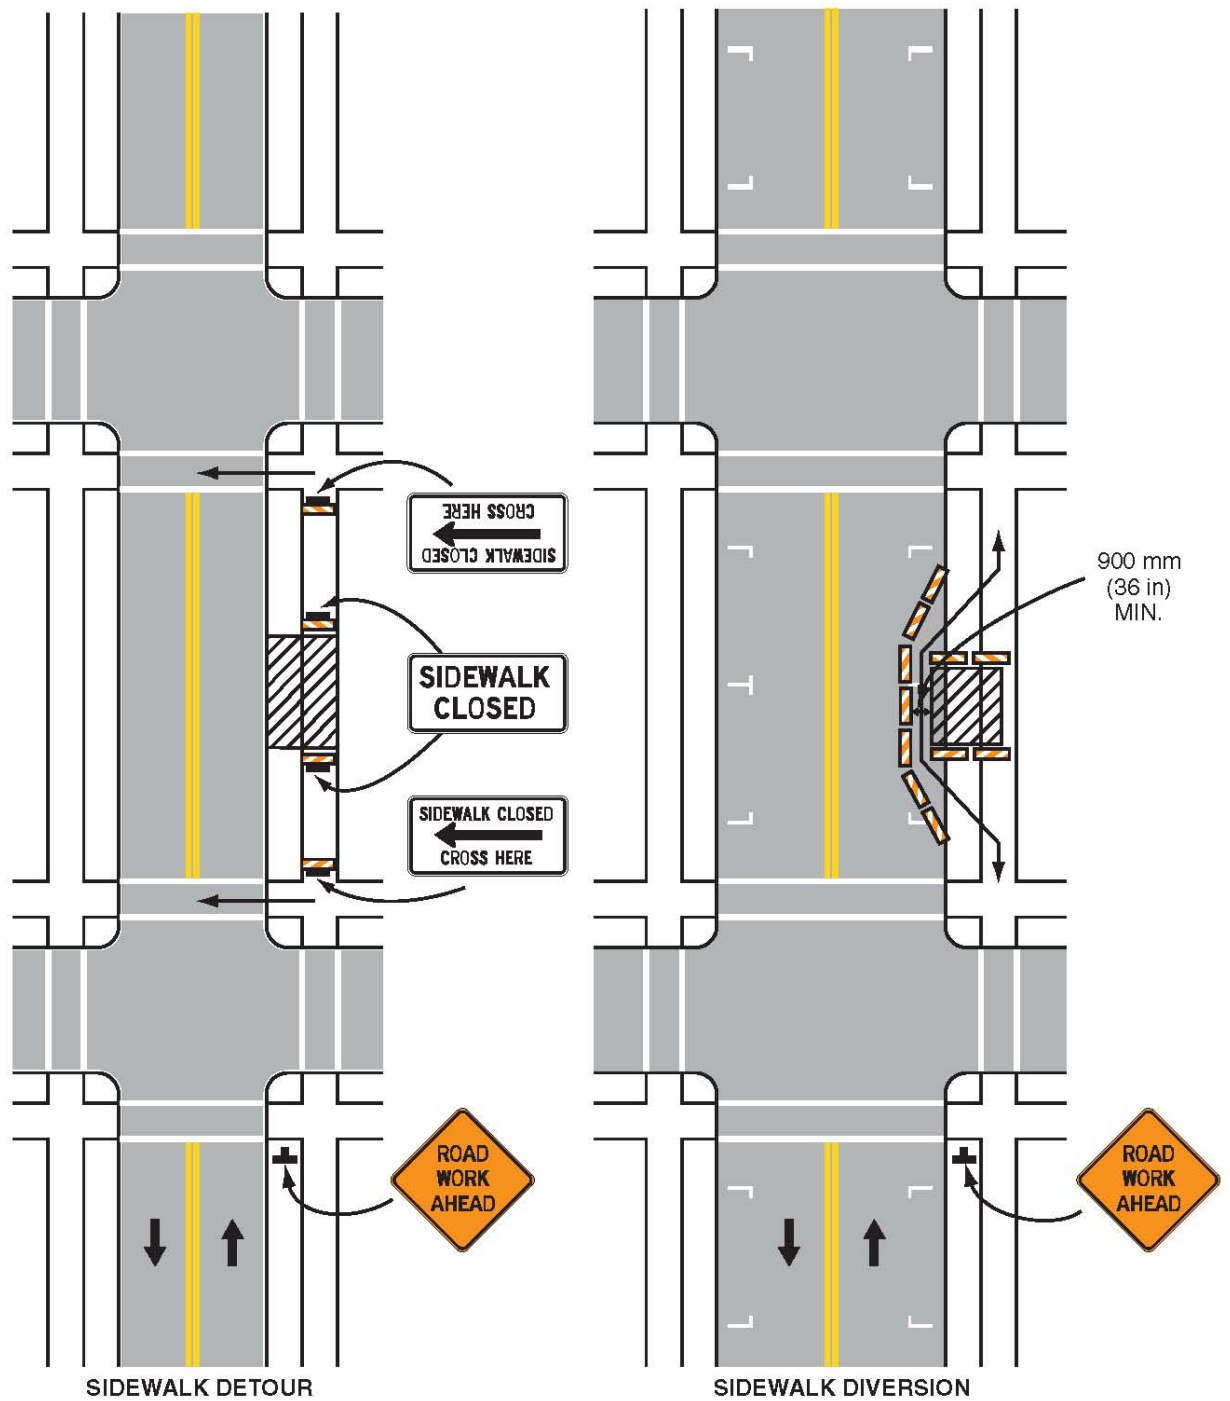 CROSS HERE
SIDEWALK CLOSED
900 mm
(36 in)
MIN.
SIDEWALK
CLOSED
SIDEWALK CLOSED
CROSS HERE
ROAD
WORK
AHEAD
ROAD
WORK
AHEAD
SIDEWALK DETOUR
SIDEWALK DIVERSION